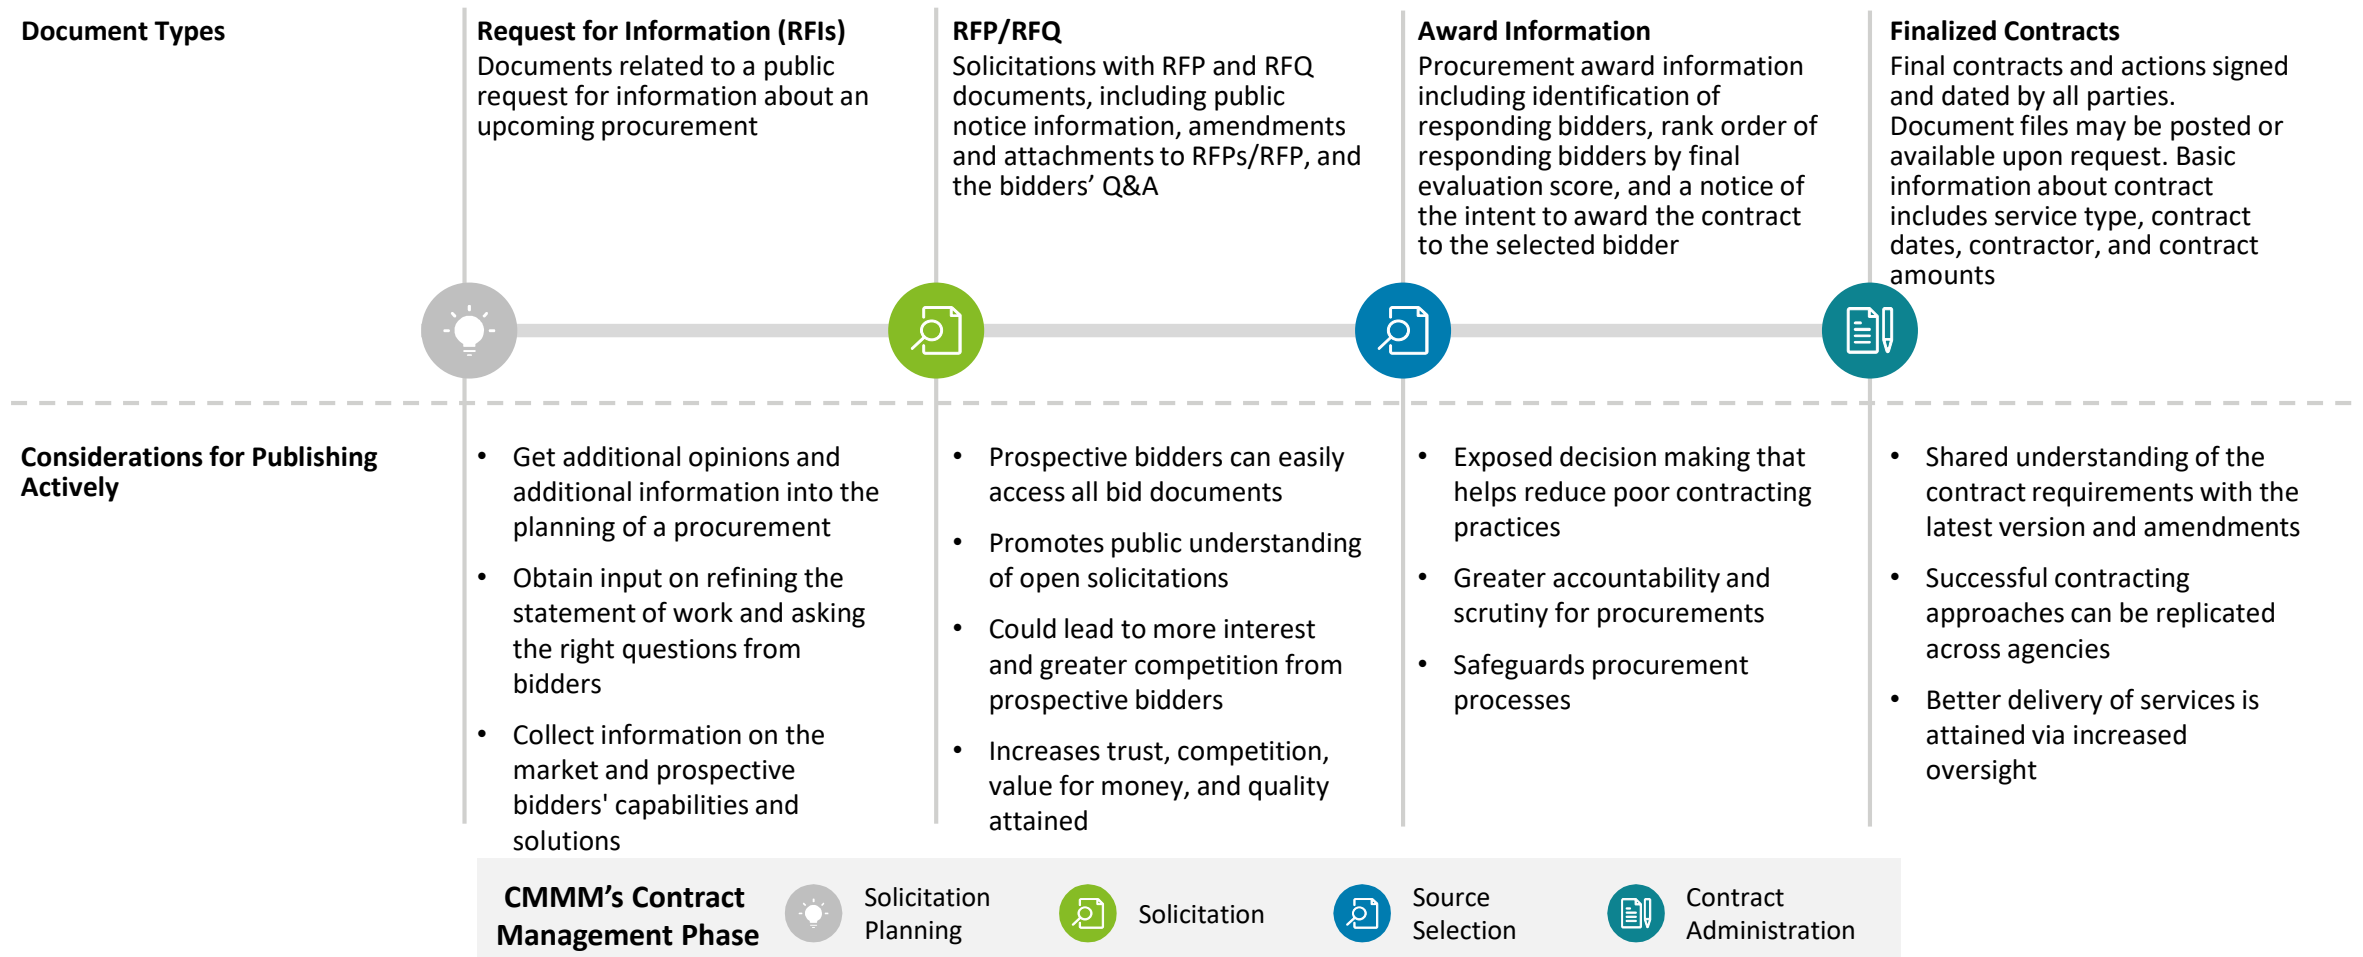 Document Types
Request for Information (RFIs)
Documents related to a public
request for information about an
upcoming procurement
RFP/RFQ
Solicitations with RFP and RFQ
documents, including public
notice information, amendments
and attachments to RFPs/RFP, and
the bidders’ Q&A
Award Information
Procurement award information
including identification of
responding bidders, rank order of
responding bidders by final
evaluation score, and a notice of
the intent to award the contract
to the selected bidder
Finalized Contracts
Final contracts and actions signed
and dated by all parties.
Document files may be posted or
available upon request. Basic
information about contract
includes service type, contract
dates, contractor, and contract
amounts
Considerations for Publishing
Actively
• Get additional opinions and
additional information into the
planning of a procurement
• Obtain input on refining the
statement of work and asking
the right questions from
bidders
• Collect information on the
market and prospective
bidders' capabilities and
solutions
• Prospective bidders can easily
access all bid documents
• Promotes public understanding
of open solicitations
• Could lead to more interest
and greater competition from
prospective bidders
• Increases trust, competition,
value for money, and quality
attained
• Exposed decision making that
helps reduce poor contracting
practices
• Greater accountability and
scrutiny for procurements
• Safeguards procurement
processes
• Shared understanding of the
contract requirements with the
latest version and amendments
• Successful contracting
approaches can be replicated
across agencies
• Better delivery of services is
attained via increased
oversight
CMMM’s Contract
Management Phase
Solicitation
Planning
Solicitation
Source
Selection
Contract
Administration